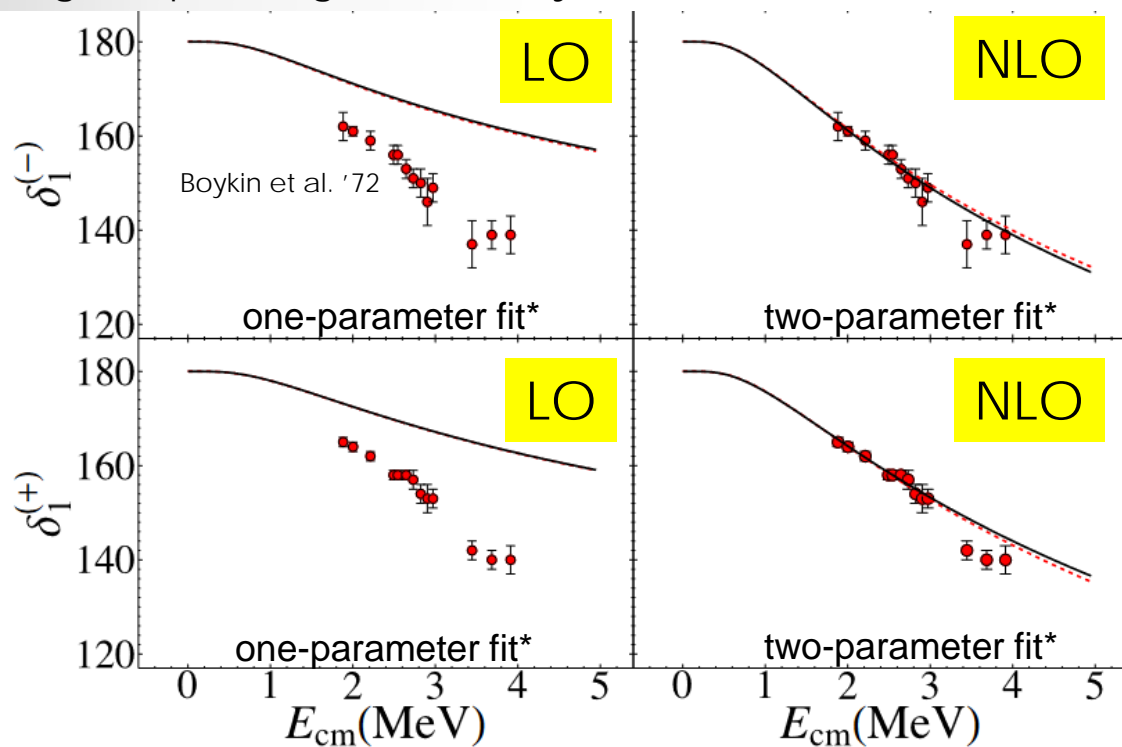 180
160
140
120
δ₁⁽⁻⁾
LO
Boykin et al. '72
one-parameter fit*
NLO
two-parameter fit*
180
160
140
120
δ₁⁽⁺⁾
LO
one-parameter fit*
NLO
two-parameter fit*
0 1 2 3 4 5
0 1 2 3 4 5
E_cm(MeV)
E_cm(MeV)